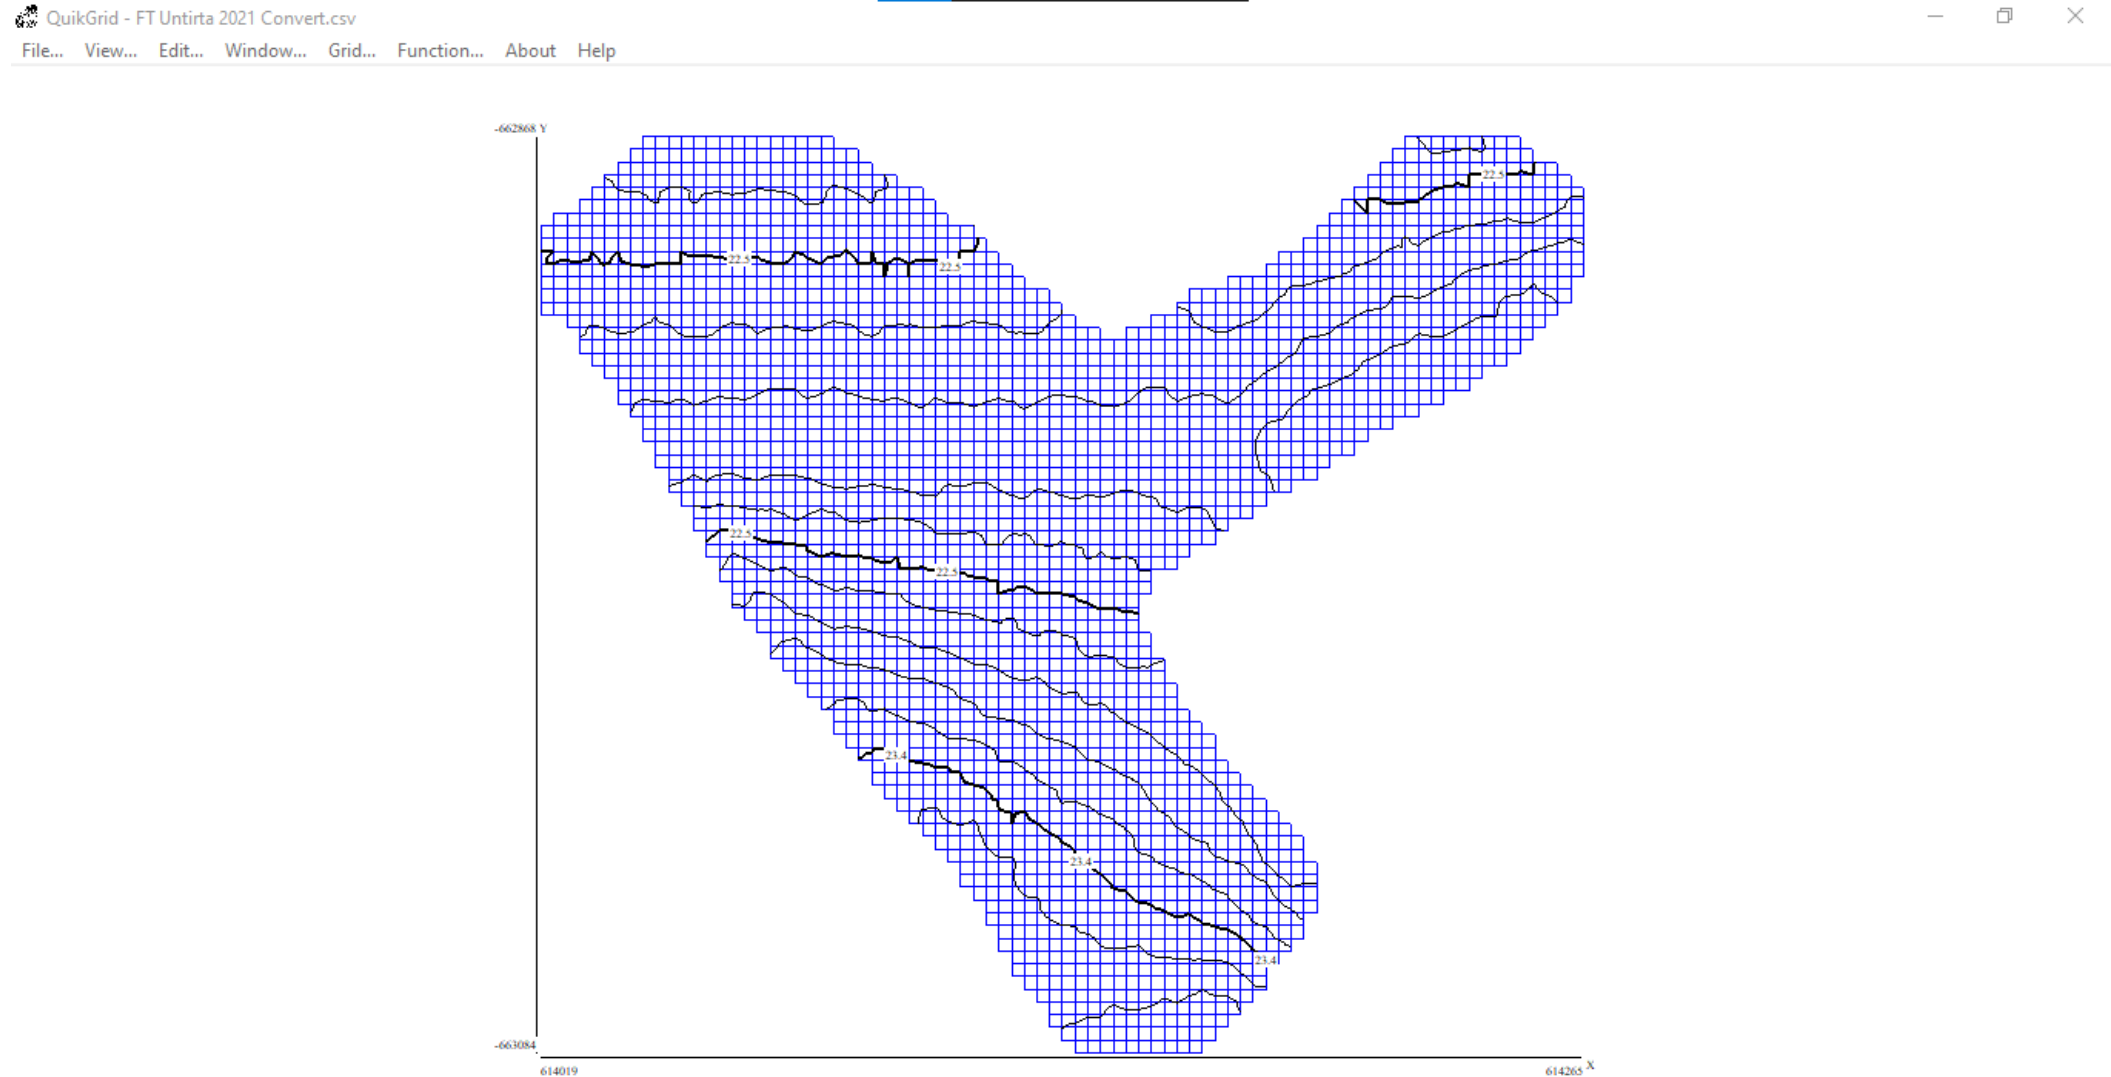 QuikGrid - FT Untirta 2021 Convert.csv
File... View... Edit... Window... Grid... Function... About Help
-662868 Y
22.5
22.5
22.5
22.5
22.5
23.4
23.4
23.4
-663084
614019
614265 X